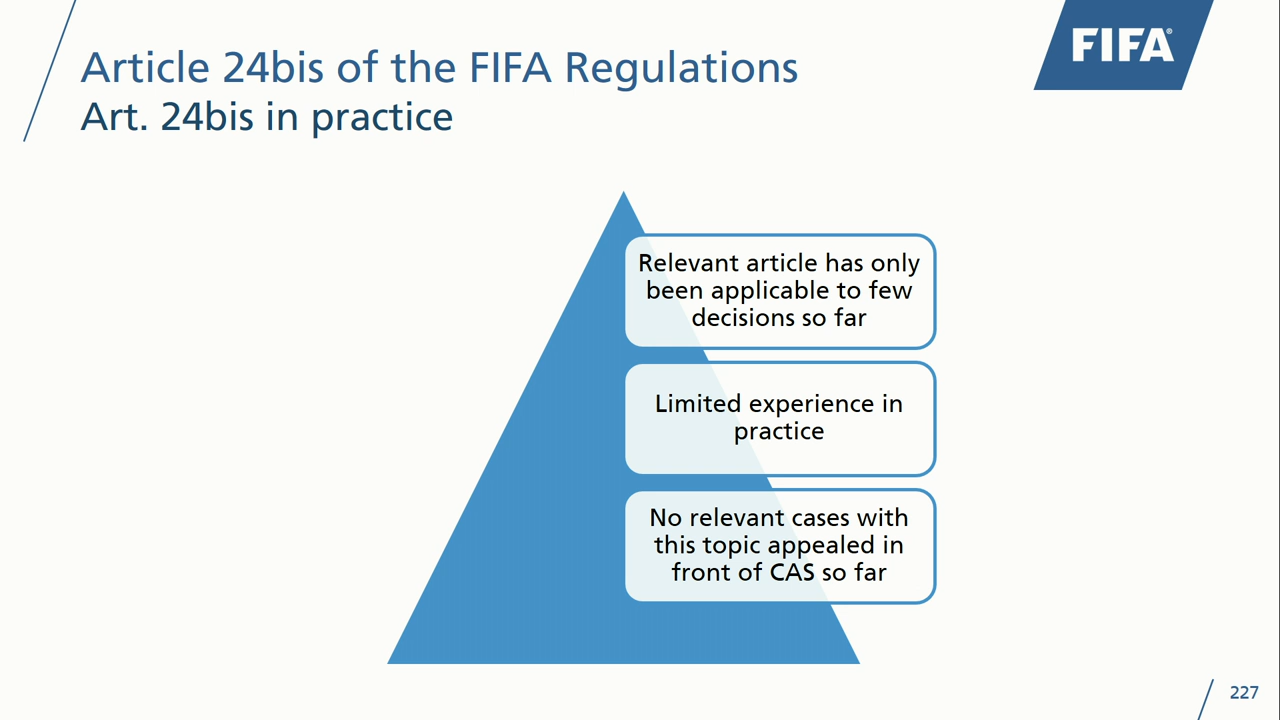 Article 24bis of the FIFA Regulations
Art. 24bis in practice
FIFA®
Relevant article has only
been applicable to few
decisions so far
Limited experience in
practice
No relevant cases with
this topic appealed in
front of CAS so far
227